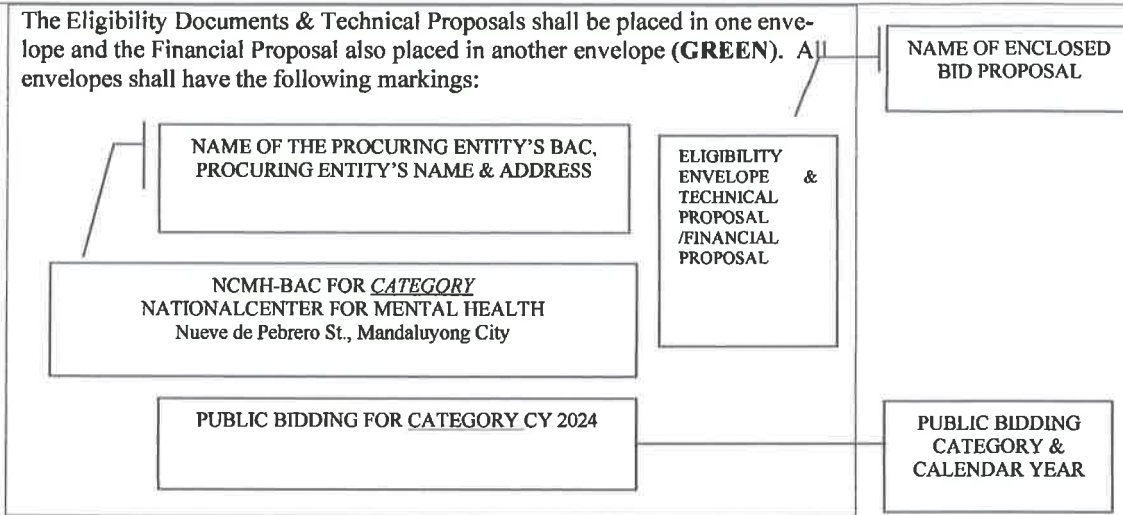 The Eligibility Documents & Technical Proposals shall be placed in one enve-
lope and the Financial Proposal also placed in another envelope (GREEN). All
envelopes shall have the following markings:
NAME OF ENCLOSED
BID PROPOSAL
NAME OF THE PROCURING ENTITY'S BAC,
PROCURING ENTITY'S NAME & ADDRESS
ELIGIBILITY
ENVELOPE &
TECHNICAL
PROPOSAL
/FINANCIAL
PROPOSAL
NCMH-BAC FOR CATEGORY
NATIONALCENTER FOR MENTAL HEALTH
Nueve de Pebrero St., Mandaluyong City
PUBLIC BIDDING FOR CATEGORY CY 2024
PUBLIC BIDDING
CATEGORY &
CALENDAR YEAR